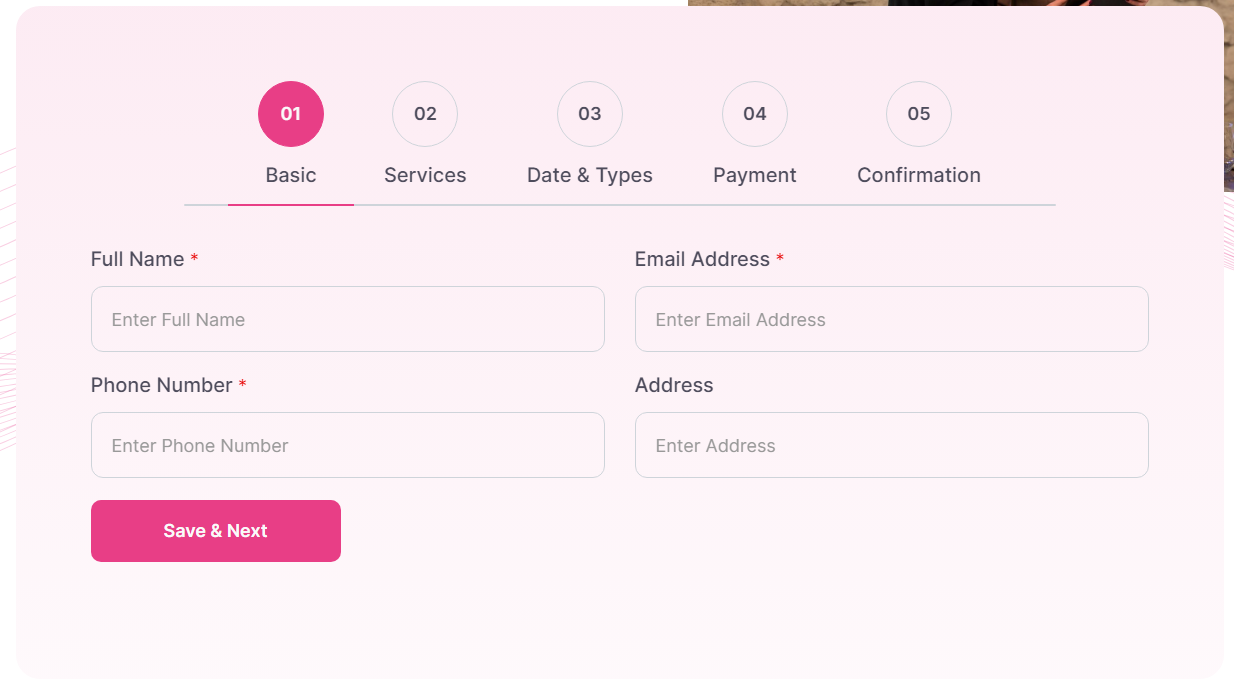 01 02 03 04 05
Basic Services Date & Types Payment Confirmation
Full Name * Email Address *
Enter Full Name Enter Email Address
Phone Number * Address
Enter Phone Number Enter Address
Save & Next